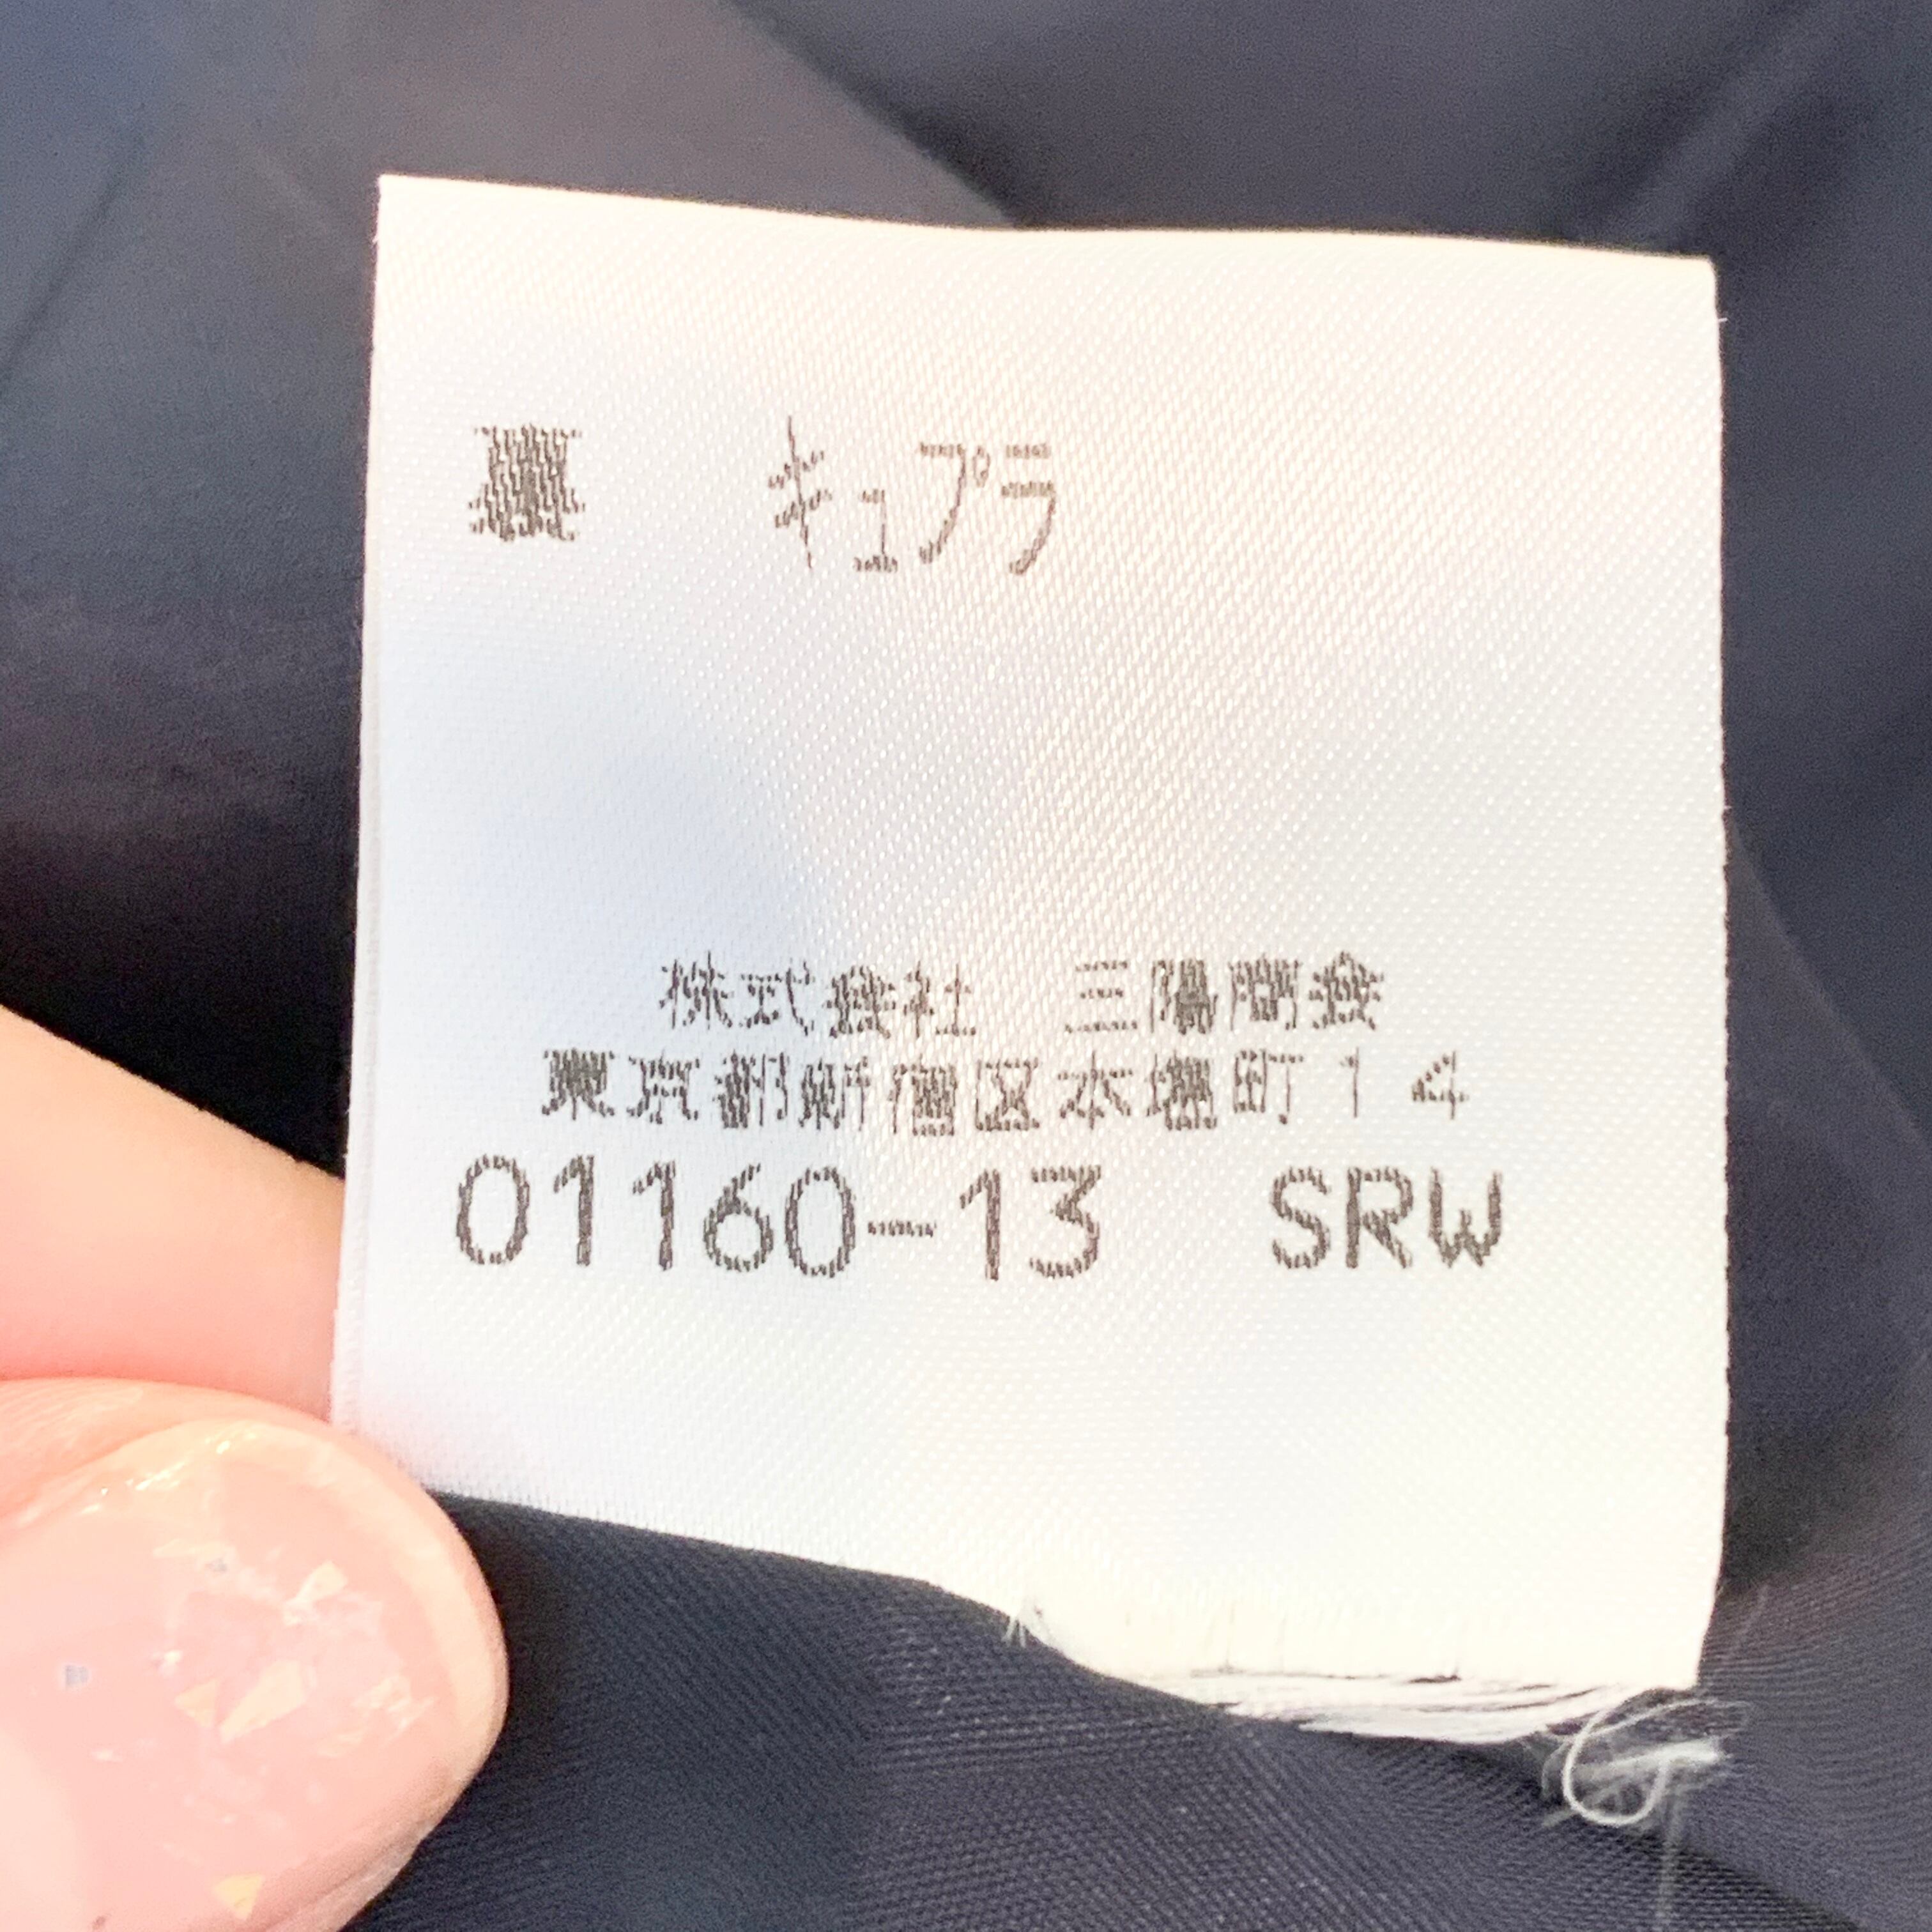 裏　キュプラ
株式会社　三陽商会
東京都新宿区本塩町１４
01160-13　SRW